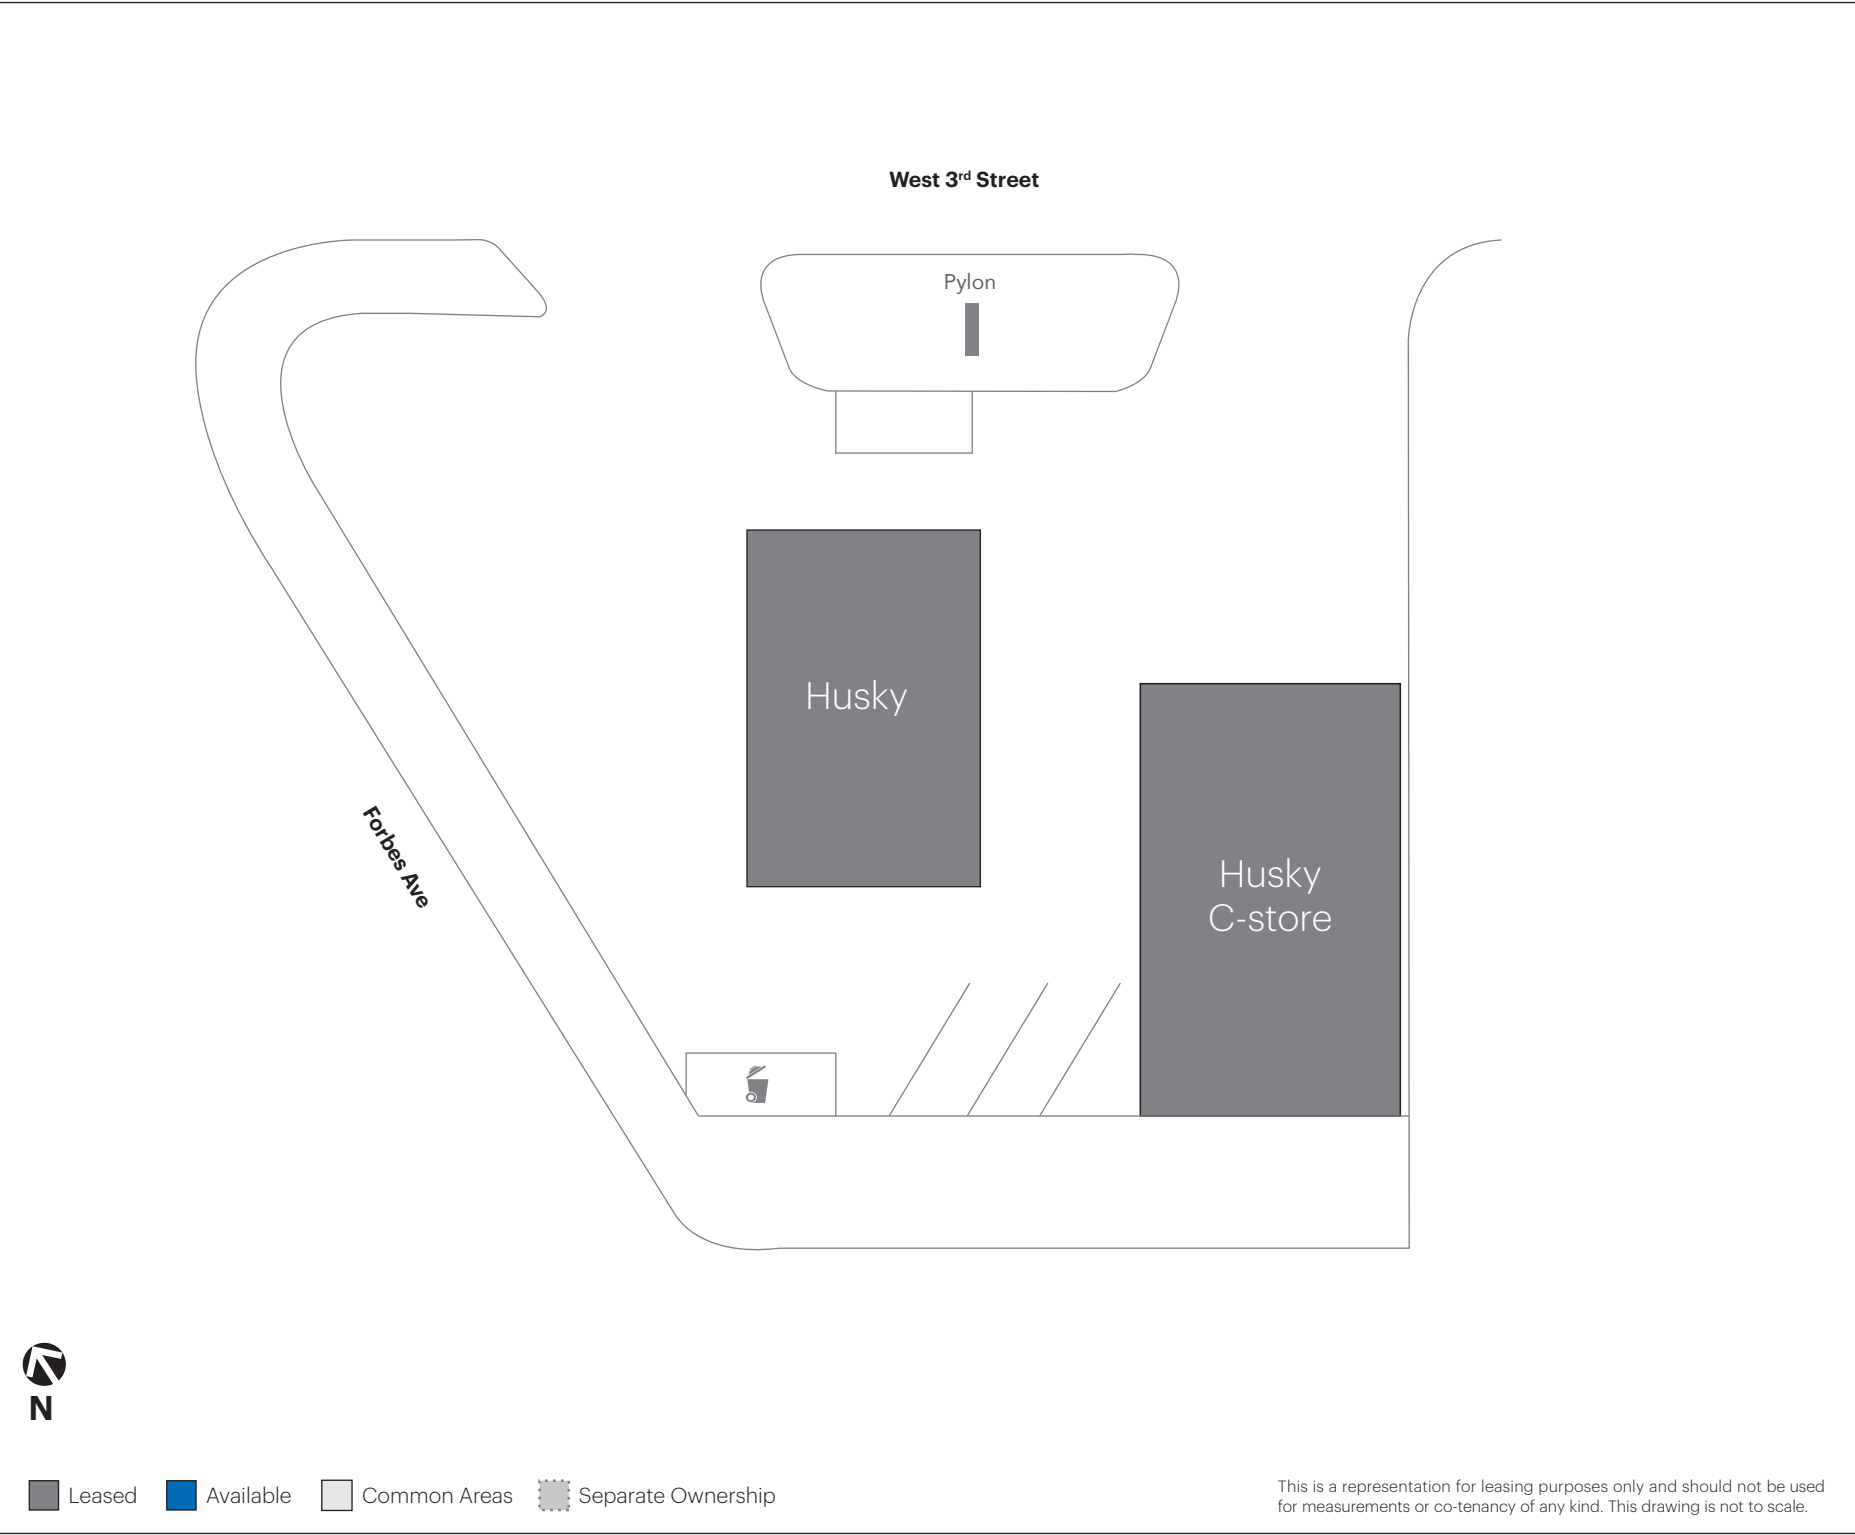 West 3rd Street
Pylon
Husky
Husky
C-store
Forbes Ave
N
Leased
Available
Common Areas
Separate Ownership
This is a representation for leasing purposes only and should not be used
for measurements or co-tenancy of any kind. This drawing is not to scale.